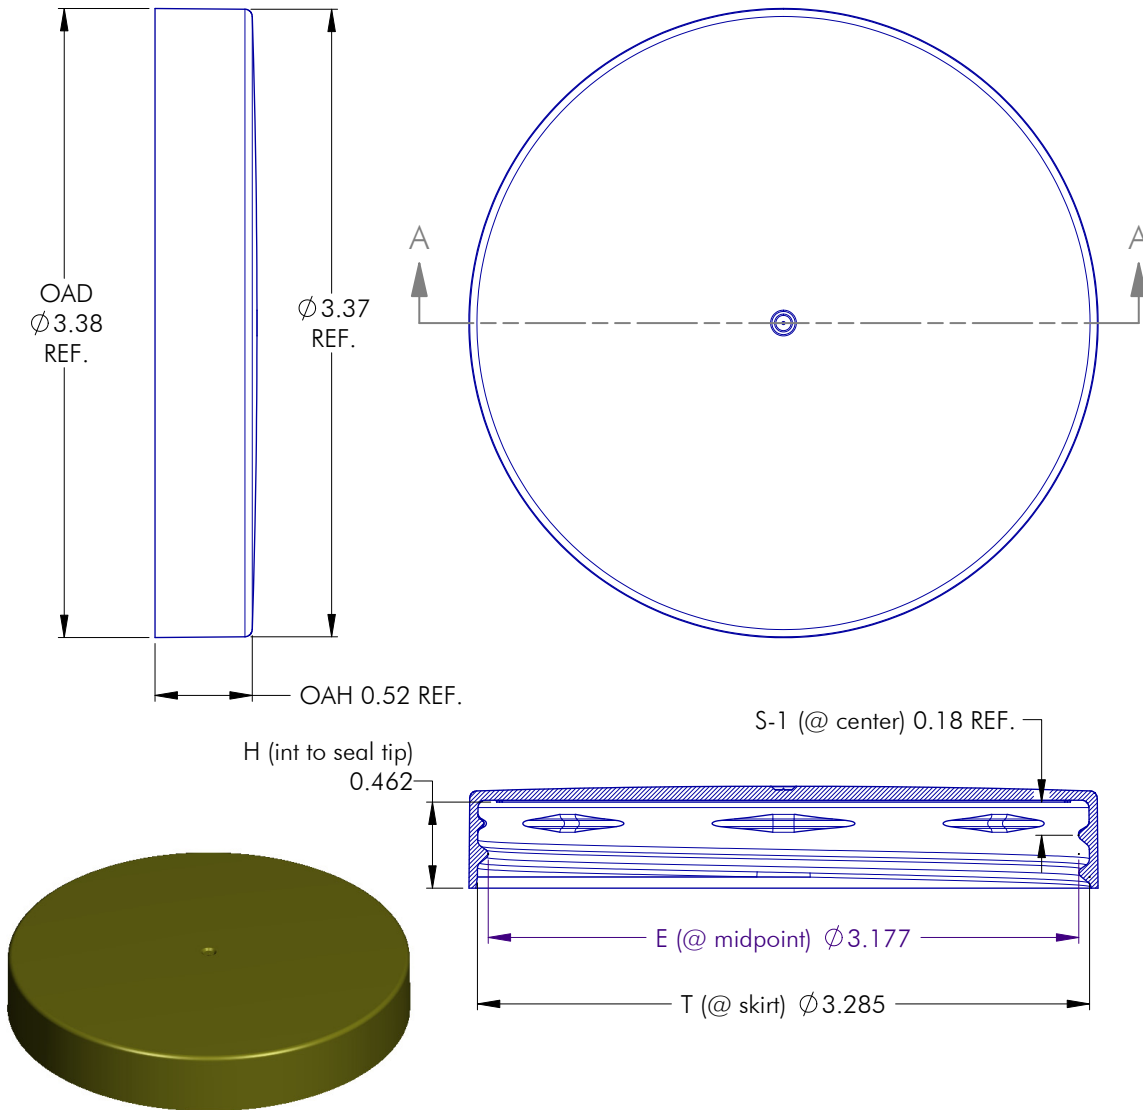 A
A
OAD
∅3.38
REF.
∅3.37
REF.
OAH 0.52 REF.
S-1 (@ center) 0.18 REF.
H (int to seal tip)
0.462
E (@ midpoint) ∅3.177
T (@ skirt) ∅3.285